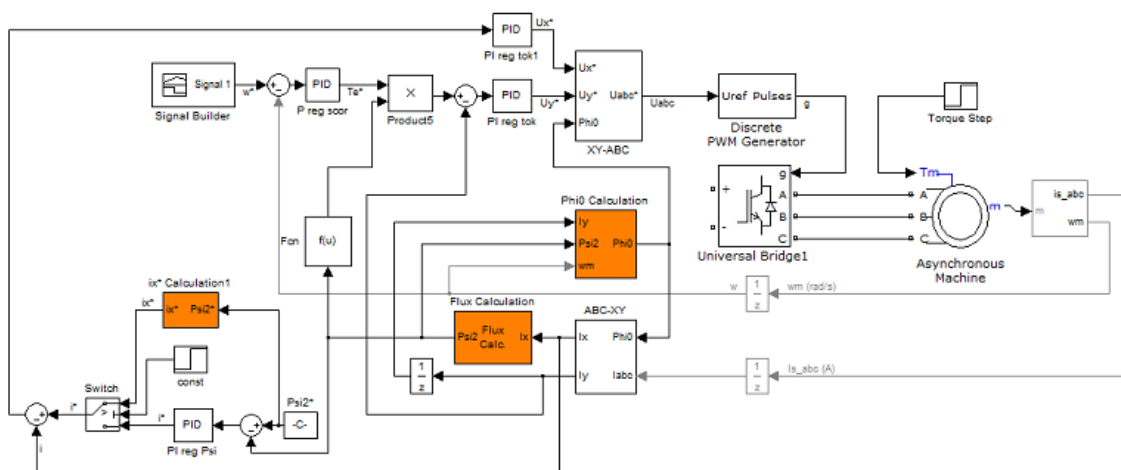 PID
Ux*
PI reg tok1
Signal 1
w*
Signal Builder
PID
Te*
P reg scor
×
Product5
PID
Uy*
PI reg tok
Ux*
Uy*
Phi0
Uabc*
XY-ABC
Uabc
Uref Pulses
g
Discrete
PWM Generator
Torque Step
g
+
-
A
B
C
Universal Bridge1
Tm
A
B
C
m
Asynchronous
Machine
m
is_abc
wm
Phi0 Calculation
Iy
Psi2
wm
Phi0
Fcn
f(u)
w
1
z
wm (rad/s)
ix* Calculation1
ix*
ix*
Psi2*
Flux Calculation
Psi2
Flux
Calc.
Ix
ABC-XY
Ix
Iy
Phi0
Iabc
1
z
1
z
Is_abc (A)
const
Switch
>
i*
i*
PID
PI reg Psi
Psi2*
-C-
i